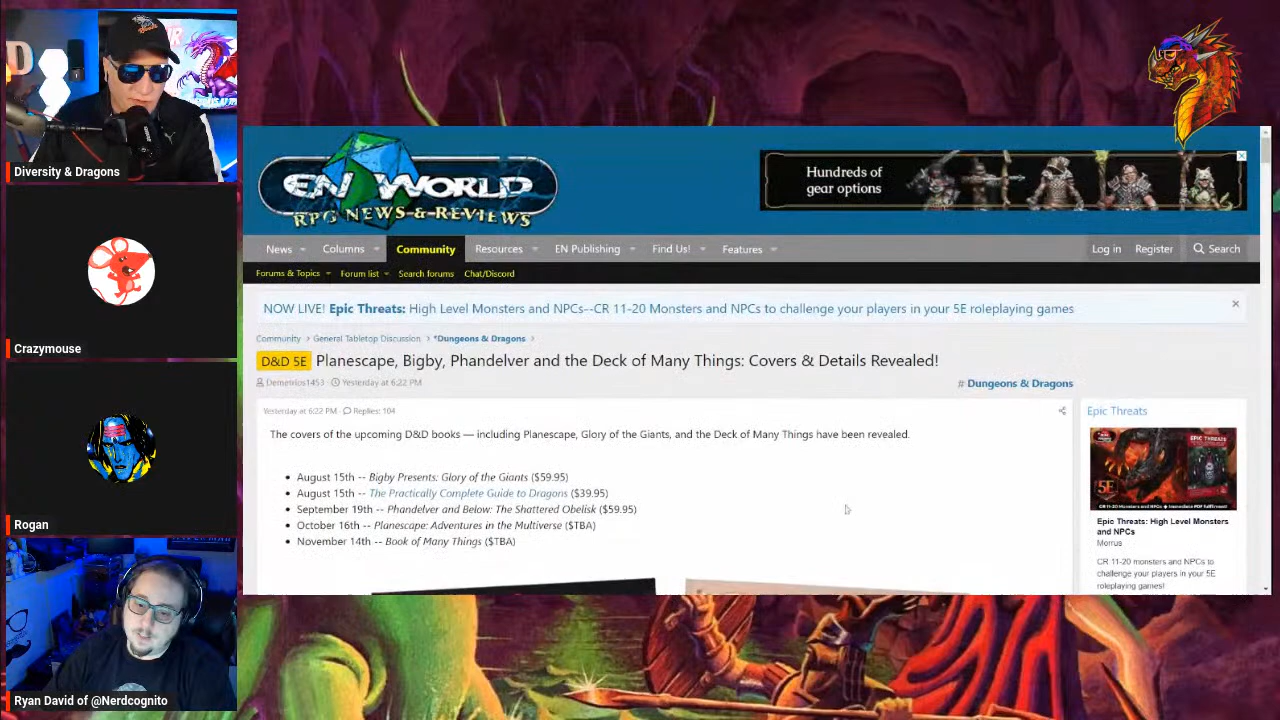 Diversity & Dragons
Crazymouse
Rogan
Ryan David of @Nerdcognito
EN WORLD
RPG NEWS & REVIEWS
Hundreds of
gear options
News Columns Community Resources EN Publishing Find Us! Features Log in Register Search
Forums & Topics Forum list Search forums Chat/Discord
NOW LIVE! Epic Threats: High Level Monsters and NPCs--CR 11-20 Monsters and NPCs to challenge your players in your 5E roleplaying games
Community > General Tabletop Discussion > *Dungeons & Dragons >
D&D 5E Planescape, Bigby, Phandelver and the Deck of Many Things: Covers & Details Revealed!
Demetrios1453 Yesterday at 6:22 PM
# Dungeons & Dragons
Yesterday at 6:22 PM Replies: 104
The covers of the upcoming D&D books — including Planescape, Glory of the Giants, and the Deck of Many Things have been revealed.
• August 15th -- Bigby Presents: Glory of the Giants ($59.95)
• August 15th -- The Practically Complete Guide to Dragons ($39.95)
• September 19th -- Phandelver and Below: The Shattered Obelisk ($59.95)
• October 16th -- Planescape: Adventures in the Multiverse ($TBA)
• November 14th -- Book of Many Things ($TBA)
Epic Threats
EPIC THREATS
5E
Epic Threats: High Level Monsters
and NPCs
Morrus
CR 11-20 monsters and NPCs to
challenge your players in your 5E
roleplaying games!